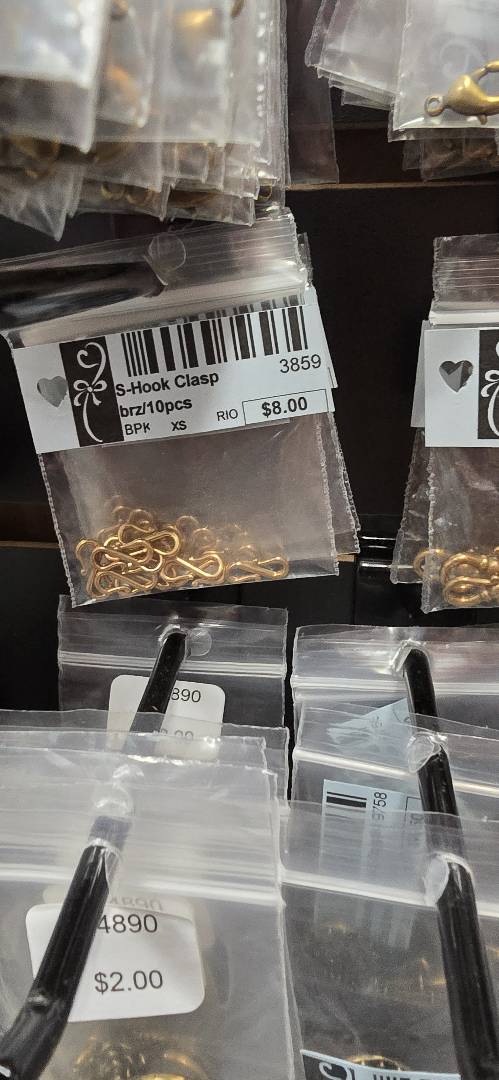 3859
S-Hook Clasp
brz/10pcs
BPK XS RIO $8.00
890
4890
$2.00